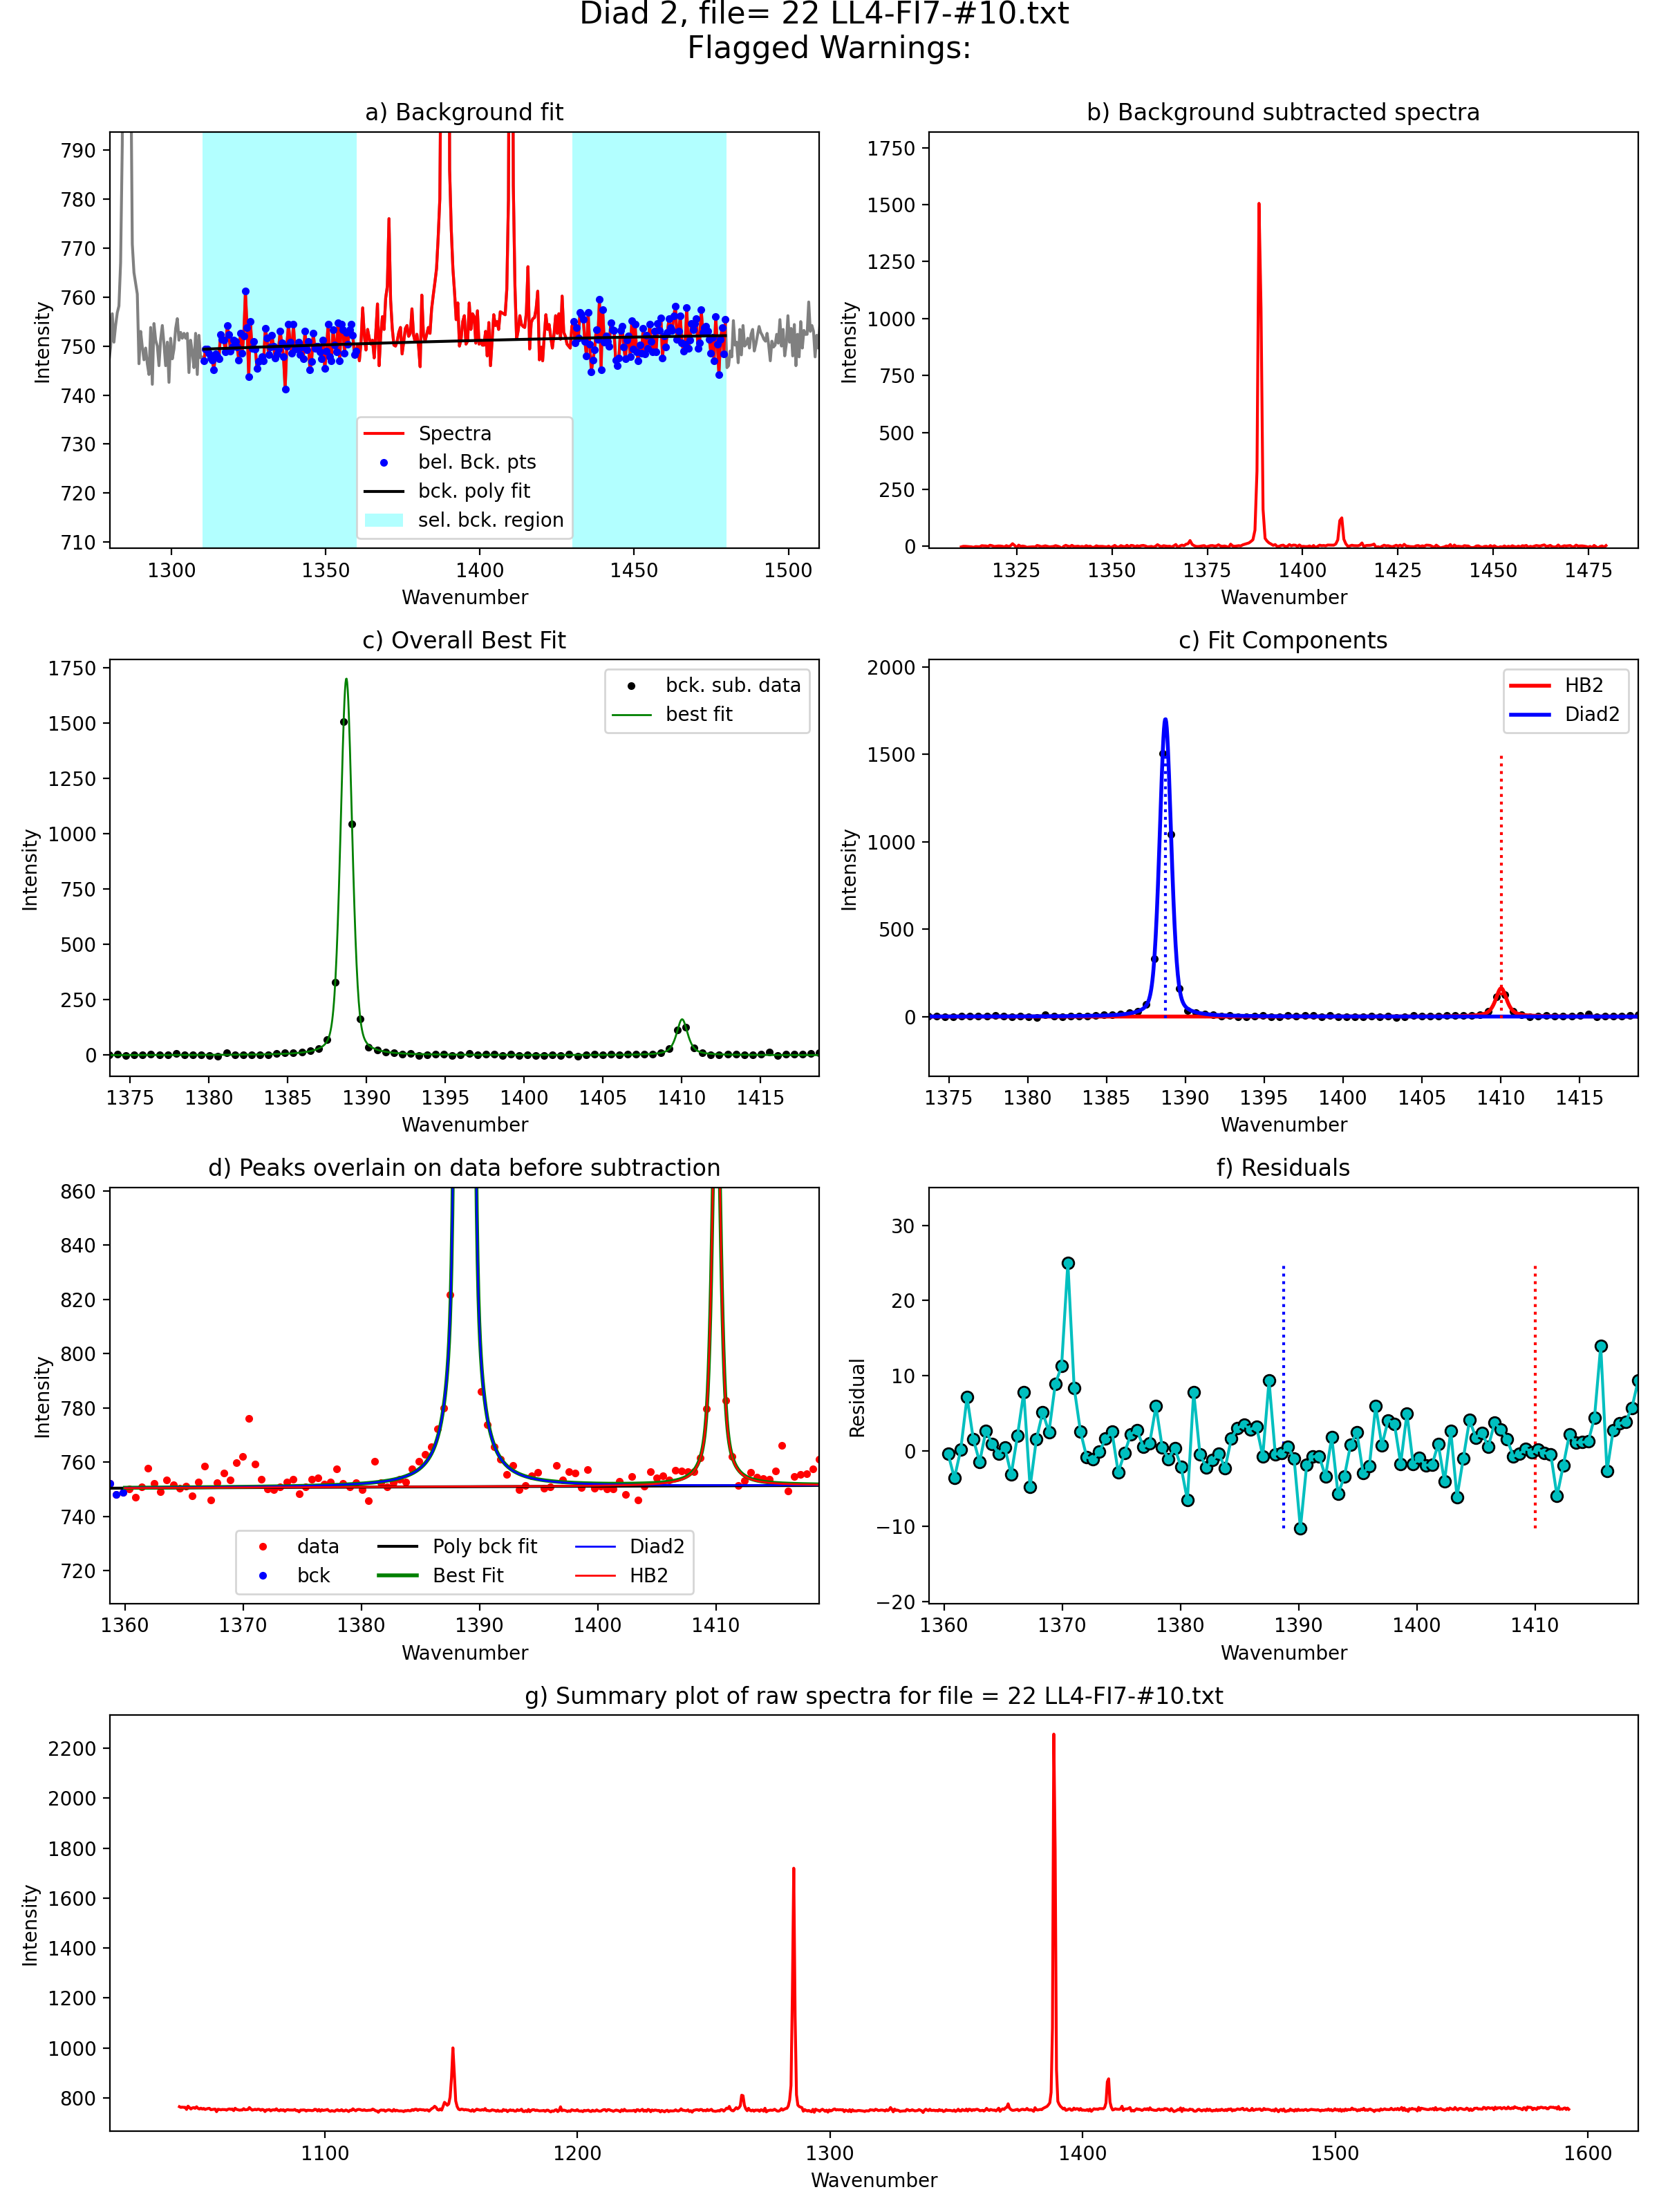 Diad 2, file= 22 LL4-FI7-#10.txt
Flagged Warnings:
a) Background fit
790
780
770
760
750
740
730
720
710
Intensity
Spectra
bel. Bck. pts
bck. poly fit
sel. bck. region
1300 1350 1400 1450 1500
Wavenumber
b) Background subtracted spectra
1750
1500
1250
1000
750
500
250
0
Intensity
1325 1350 1375 1400 1425 1450 1475
Wavenumber
c) Overall Best Fit
1750
1500
1250
1000
750
500
250
0
Intensity
bck. sub. data
best fit
1375 1380 1385 1390 1395 1400 1405 1410 1415
Wavenumber
c) Fit Components
2000
1500
1000
500
0
Intensity
HB2
Diad2
1375 1380 1385 1390 1395 1400 1405 1410 1415
Wavenumber
d) Peaks overlain on data before subtraction
860
840
820
800
780
760
740
720
Intensity
data Poly bck fit Diad2
bck Best Fit HB2
1360 1370 1380 1390 1400 1410
Wavenumber
f) Residuals
30
20
10
0
−10
−20
Residual
1360 1370 1380 1390 1400 1410
Wavenumber
g) Summary plot of raw spectra for file = 22 LL4-FI7-#10.txt
2200
2000
1800
1600
1400
1200
1000
800
Intensity
1100 1200 1300 1400 1500 1600
Wavenumber